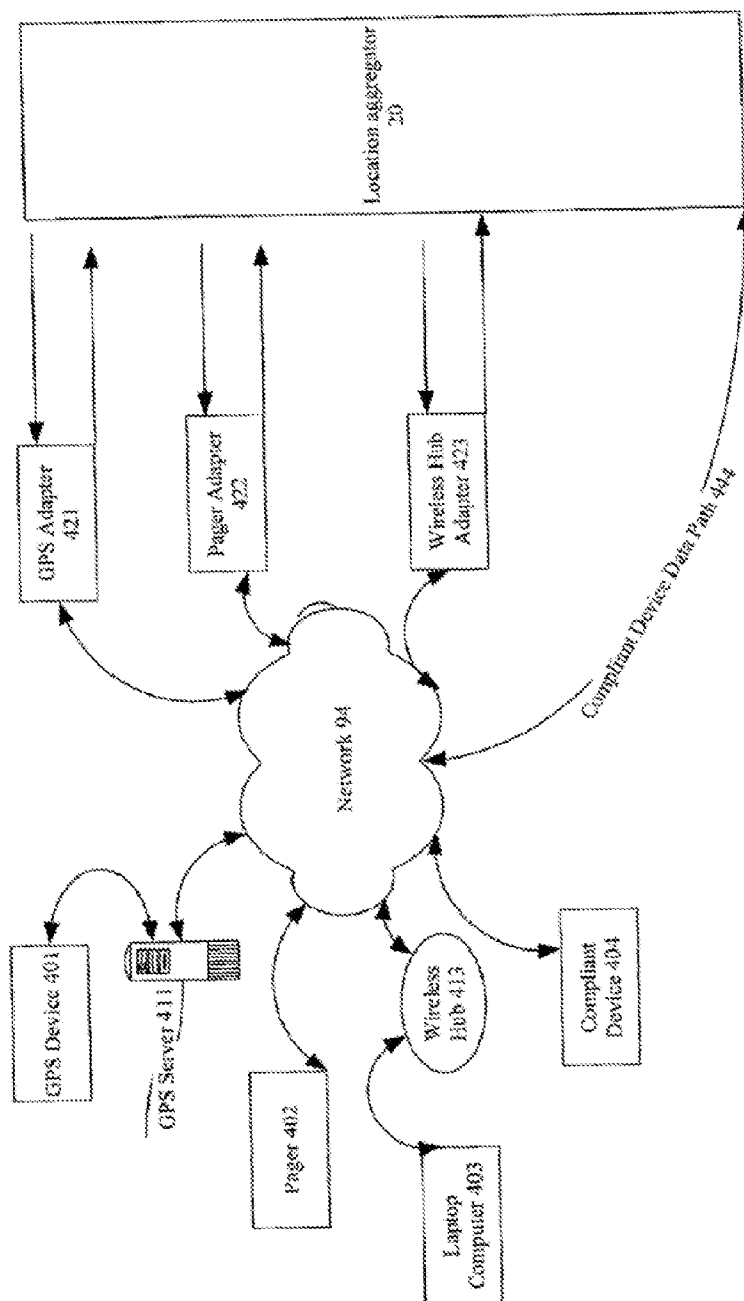 GPS Device 401
GPS Server 411
Pager 402
Laptop
Computer 403
Wireless
Hub 413
Compliant
Device 404
Network 94
GPS Adapter
421
Pager Adapter
422
Wireless Hub
Adapter 423
Compliant Device Data Path 444
Location aggregator
20